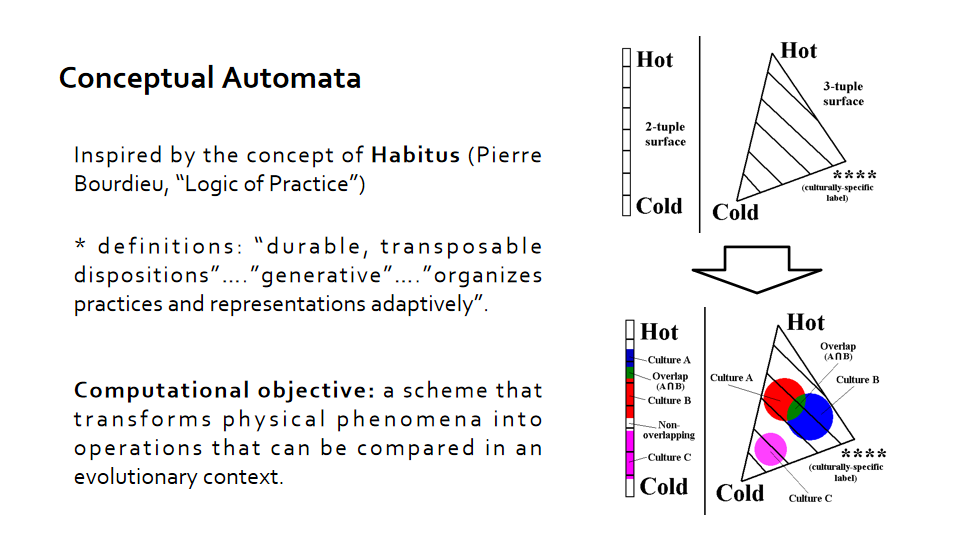 Conceptual Automata
Inspired by the concept of Habitus (Pierre
Bourdieu, “Logic of Practice”)
* definitions: “durable, transposable
dispositions”....”generative”....”organizes
practices and representations adaptively”.
Computational objective: a scheme that
transforms physical phenomena into
operations that can be compared in an
evolutionary context.
Hot
2-tuple
surface
Cold
Hot
3-tuple
surface
****
(culturally-specific
label)
Cold
Hot
Culture A
Overlap
(A∩B)
Culture B
Non-
overlapping
Culture C
Cold
Hot
Overlap
(A∩B)
Culture A
Culture B
****
(culturally-specific
label)
Cold
Culture C